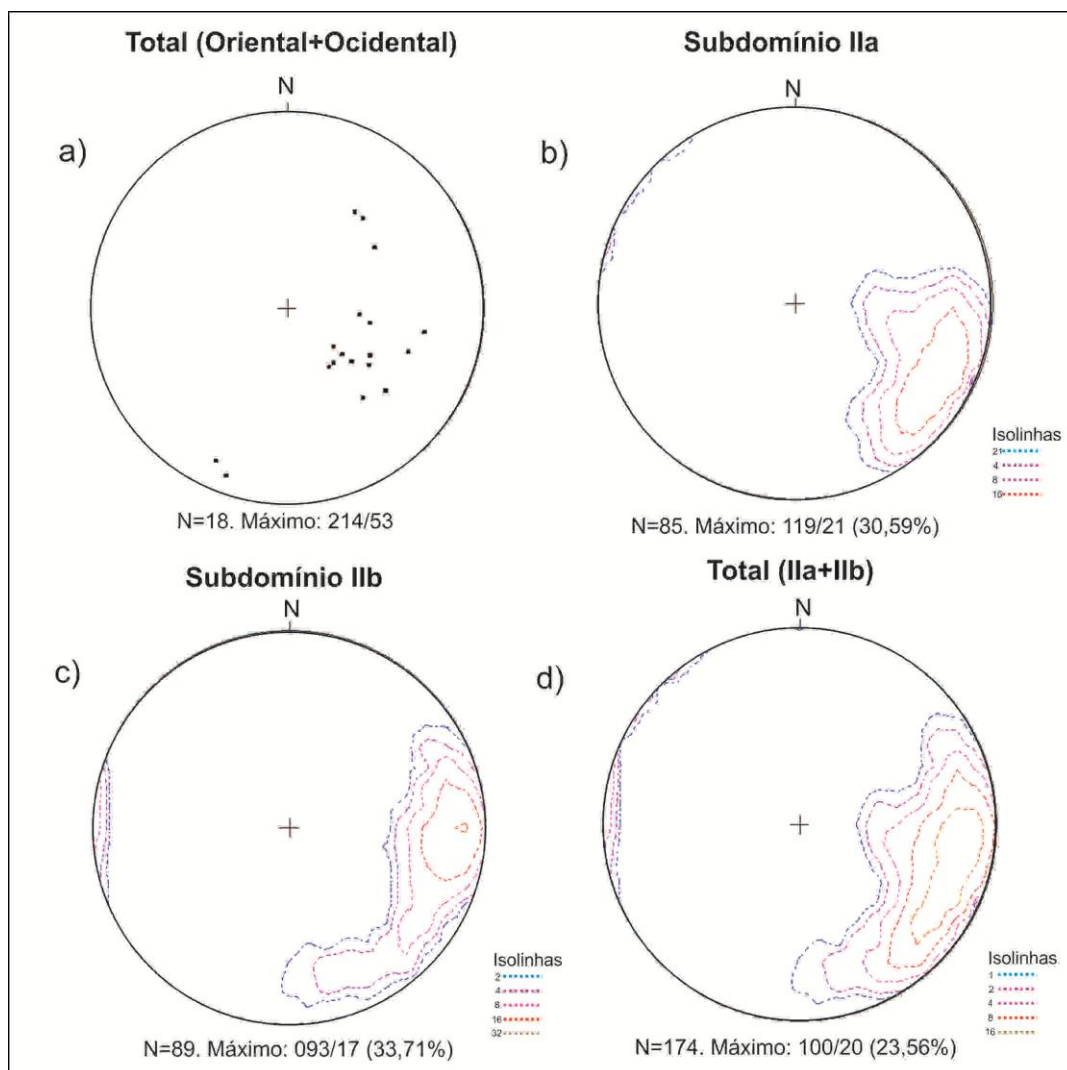 Total (Oriental+Ocidental)
N
a)
N=18. Máximo: 214/53
Subdomínio IIa
N
b)
Isolinhas
21
4
8
16
N=85. Máximo: 119/21 (30,59%)
Subdomínio IIb
N
c)
Isolinhas
2
4
8
16
32
N=89. Máximo: 093/17 (33,71%)
Total (IIa+IIb)
N
d)
Isolinhas
1
2
4
8
16
N=174. Máximo: 100/20 (23,56%)